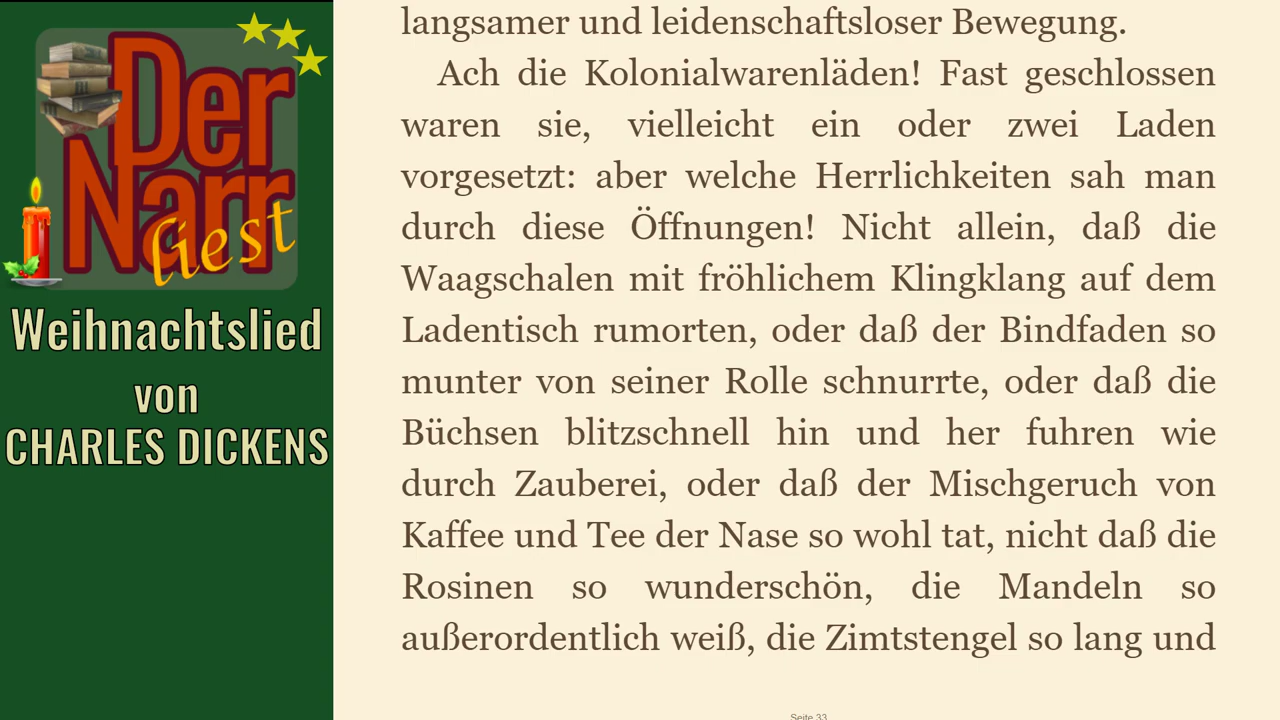 Der
Narr
liest
Weihnachtslied
von
CHARLES DICKENS
langsamer und leidenschaftsloser Bewegung.
Ach die Kolonialwarenläden! Fast geschlossen
waren sie, vielleicht ein oder zwei Laden
vorgesetzt: aber welche Herrlichkeiten sah man
durch diese Öffnungen! Nicht allein, daß die
Waagschalen mit fröhlichem Klingklang auf dem
Ladentisch rumorten, oder daß der Bindfaden so
munter von seiner Rolle schnurrte, oder daß die
Büchsen blitzschnell hin und her fuhren wie
durch Zauberei, oder daß der Mischgeruch von
Kaffee und Tee der Nase so wohl tat, nicht daß die
Rosinen so wunderschön, die Mandeln so
außerordentlich weiß, die Zimtstengel so lang und
Seite 33